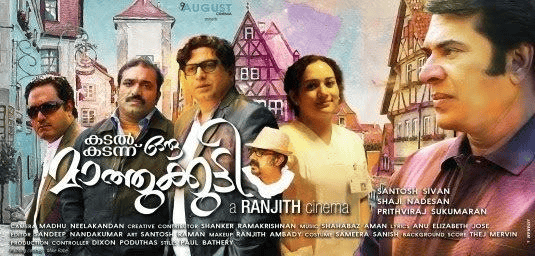 AUGUST
CINEMA
കടൽ കടന്ന് ഒരു
മാത്തുക്കുട്ടി
a RANJITH cinema
SANTOSH SIVAN
SHAJI NADESAN
PRITHVIRAJ SUKUMARAN
CAMERA MADHU NEELAKANDAN CREATIVE CONTRIBUTOR SHANKER RAMAKRISHNAN MUSIC SHAHABAZ AMAN LYRICS ANU ELIZABETH JOSE
EDITOR SANDEEP NANDAKUMAR ART SANTOSH RAMAN MAKEUP RANJITH AMBADY COSTUME SAMEERA SANISH BACKGROUND SCORE THEJ MERVIN
PRODUCTION CONTROLLER DIXON PODUTHAS STILLS PAUL BATHERY